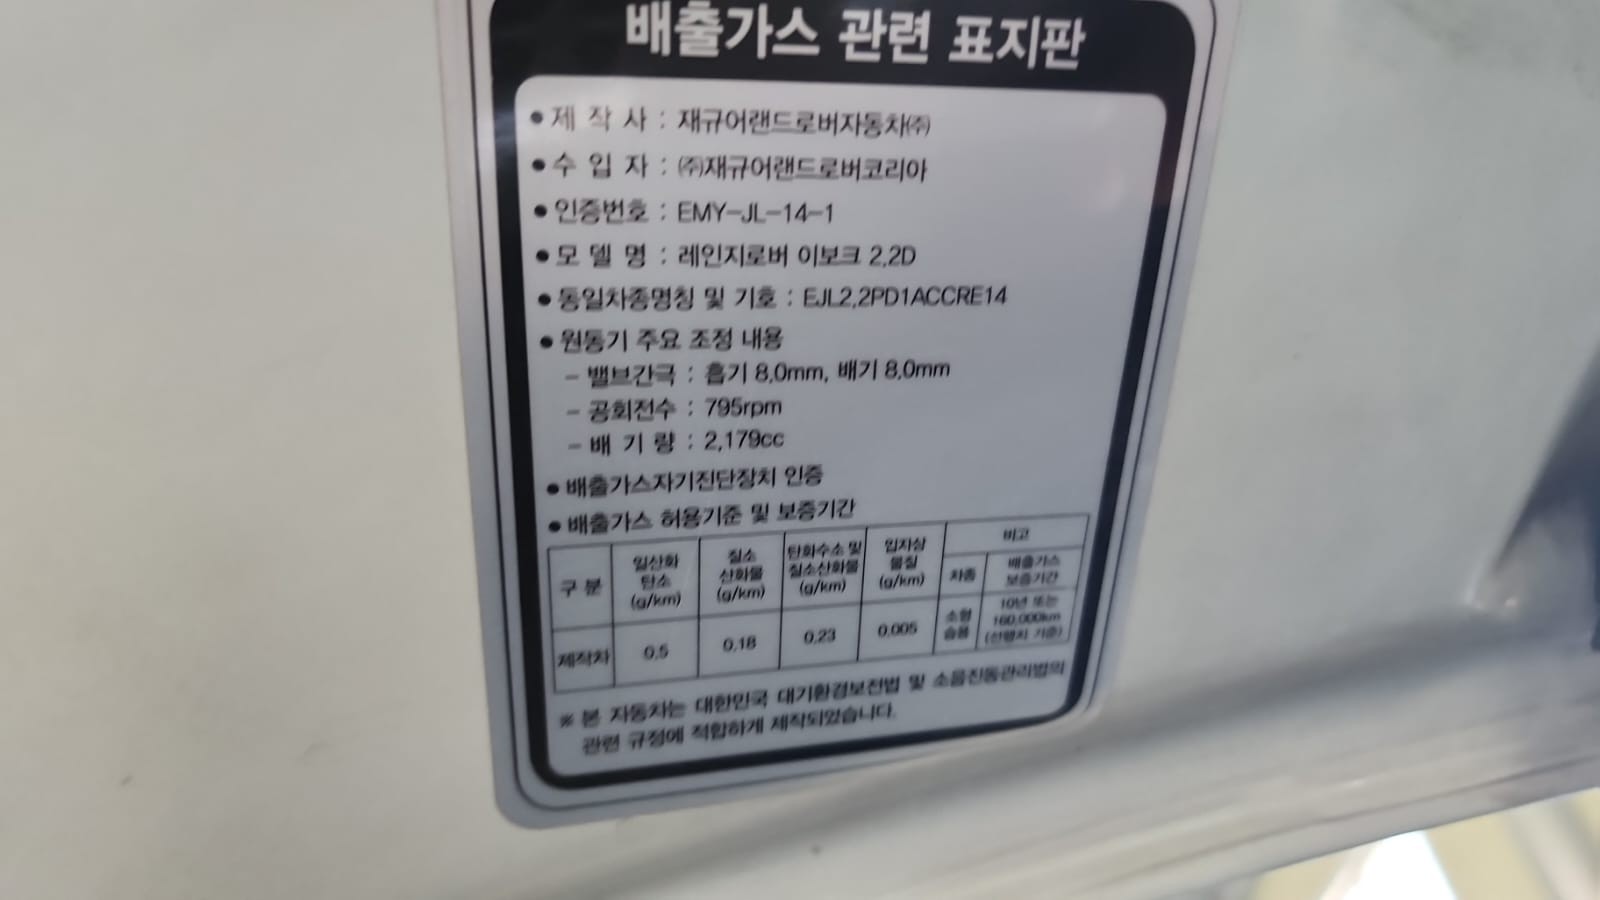 배출가스 관련 표지판
● 제 작 사 : 재규어랜드로버자동차㈜
● 수 입 자 : ㈜재규어랜드로버코리아
● 인증번호 : EMY-JL-14-1
● 모 델 명 : 레인지로버 이보크 2.2D
● 동일차종명칭 및 기호 : EJL2.2PD1ACCRE14
● 원동기 주요 조정 내용
- 밸브간극 : 흡기 8.0mm, 배기 8.0mm
- 공회전수 : 795rpm
- 배 기 량 : 2,179cc
● 배출가스자기진단장치 인증
● 배출가스 허용기준 및 보증기간
구 분 일산화탄소 (g/km) 질소산화물 (g/km) 탄화수소 및 질소산화물 (g/km) 입자상물질 (g/km) 비고
차종 배출가스 보증기간
제작차 0.5 0.18 0.23 0.005 소형승용 10년 또는 160,000km (선행치 기준)
※ 본 자동차는 대한민국 대기환경보전법 및 소음진동관리법의
관련 규정에 적합하게 제작되었습니다.